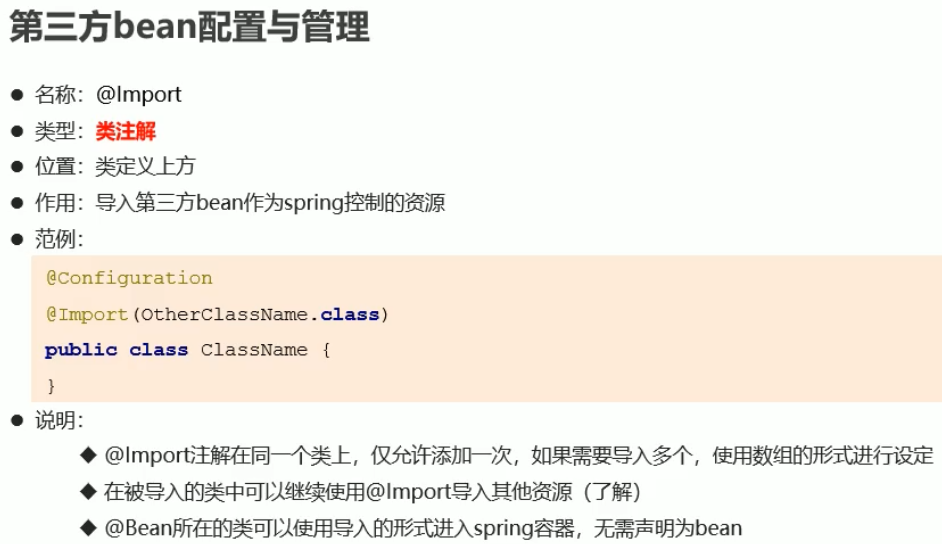 第三方bean配置与管理
● 名称：@Import
● 类型：类注解
● 位置：类定义上方
● 作用：导入第三方bean作为spring控制的资源
● 范例：
@Configuration
@Import(OtherClassName.class)
public class ClassName {
}
● 说明：
◆ @Import注解在同一个类上，仅允许添加一次，如果需要导入多个，使用数组的形式进行设定
◆ 在被导入的类中可以继续使用@Import导入其他资源（了解）
◆ @Bean所在的类可以使用导入的形式进入spring容器，无需声明为bean